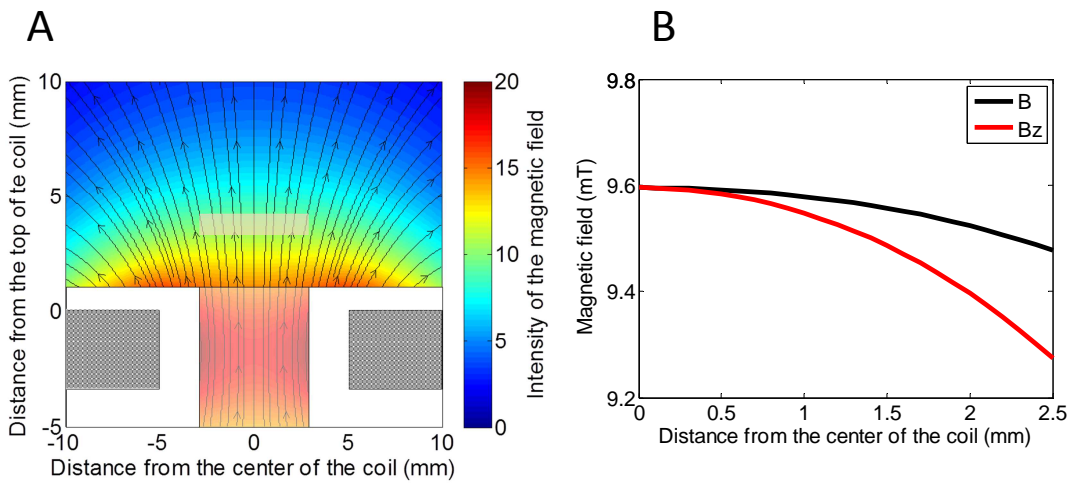 A
B
10
5
0
-5
-10
-5
0
5
10
Distance from the top of te coil (mm)
Distance from the center of the coil (mm)
20
15
10
5
0
Intensity of the magnetic field
9.8
9.6
9.4
9.2
0
0.5
1
1.5
2
2.5
Magnetic field (mT)
Distance from the center of the coil (mm)
B
Bz